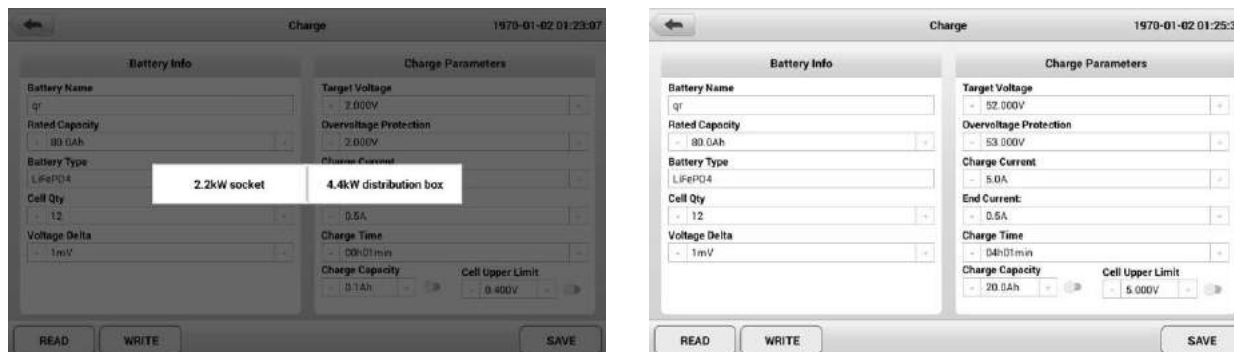 Charge 1970-01-02 01:23:07
Battery Info Charge Parameters
Battery Name Target Voltage
qr - 2.000V
Rated Capacity Overvoltage Protection
- 80.0Ah - 2.000V
Battery Type Charge Current
LiFePO4
2.2kW socket 4.4kW distribution box
Cell Qty
- 12 - 0.5A
Voltage Delta Charge Time
- 1mV - 00h01min
Charge Capacity Cell Upper Limit
- 0.1Ah - 0.400V
READ WRITE SAVE
Charge 1970-01-02 01:25:3
Battery Info Charge Parameters
Battery Name Target Voltage
qr - 52.000V
Rated Capacity Overvoltage Protection
- 80.0Ah - 53.000V
Battery Type Charge Current
LiFePO4 - 5.0A
Cell Qty End Current:
- 12 - 0.5A
Voltage Delta Charge Time
- 1mV - 04h01min
Charge Capacity Cell Upper Limit
- 20.0Ah - 5.000V
READ WRITE SAVE